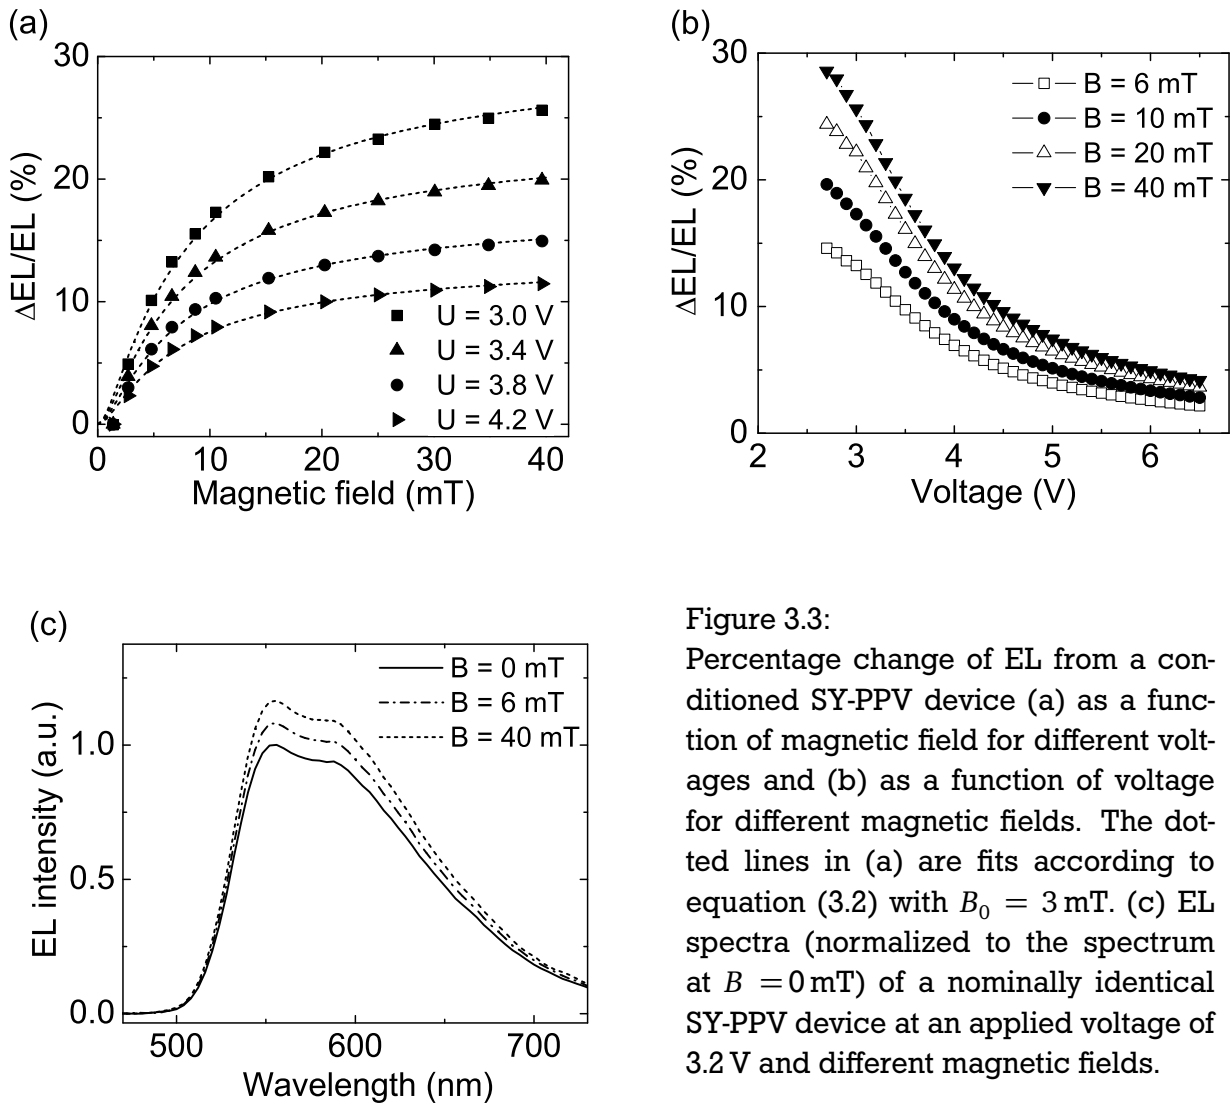 (a)
30
20
10
0
ΔEL/EL (%)
U = 3.0 V
U = 3.4 V
U = 3.8 V
U = 4.2 V
0 10 20 30 40
Magnetic field (mT)
(b)
30
20
10
0
ΔEL/EL (%)
B = 6 mT
B = 10 mT
B = 20 mT
B = 40 mT
2 3 4 5 6
Voltage (V)
(c)
B = 0 mT
B = 6 mT
B = 40 mT
1.0
0.5
0.0
EL intensity (a.u.)
500 600 700
Wavelength (nm)
Figure 3.3:
Percentage change of EL from a con-
ditioned SY-PPV device (a) as a func-
tion of magnetic field for different volt-
ages and (b) as a function of voltage
for different magnetic fields. The dot-
ted lines in (a) are fits according to
equation (3.2) with B₀ = 3 mT. (c) EL
spectra (normalized to the spectrum
at B = 0 mT) of a nominally identical
SY-PPV device at an applied voltage of
3.2 V and different magnetic fields.